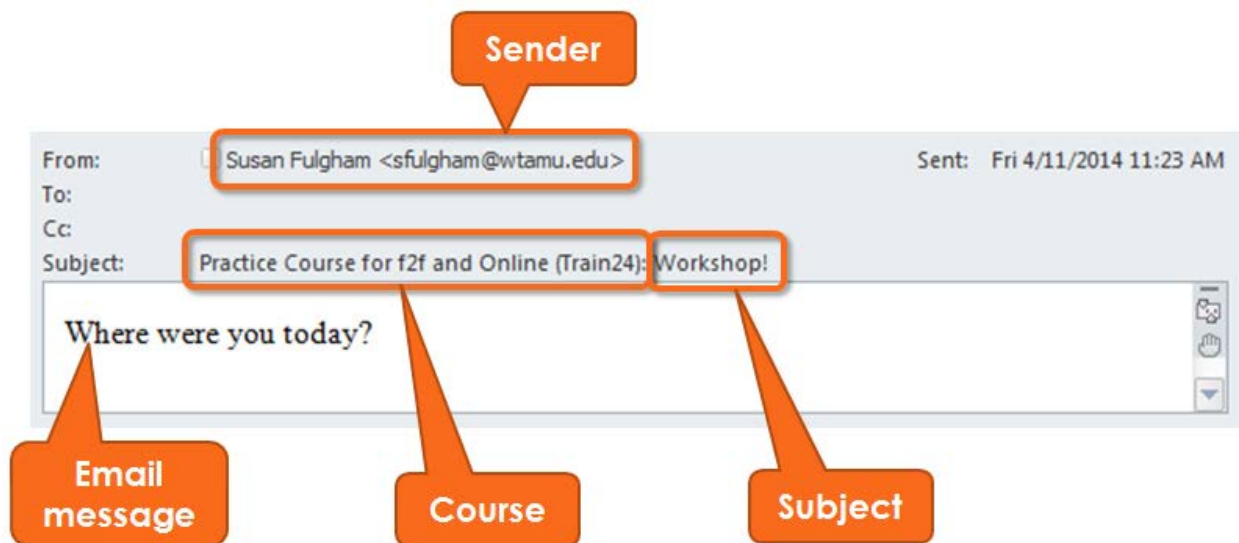 Sender
From: Susan Fulgham <sfulgham@wtamu.edu> Sent: Fri 4/11/2014 11:23 AM
To:
Cc:
Subject: Practice Course for f2f and Online (Train24): Workshop!
Where were you today?
Email
message
Course
Subject